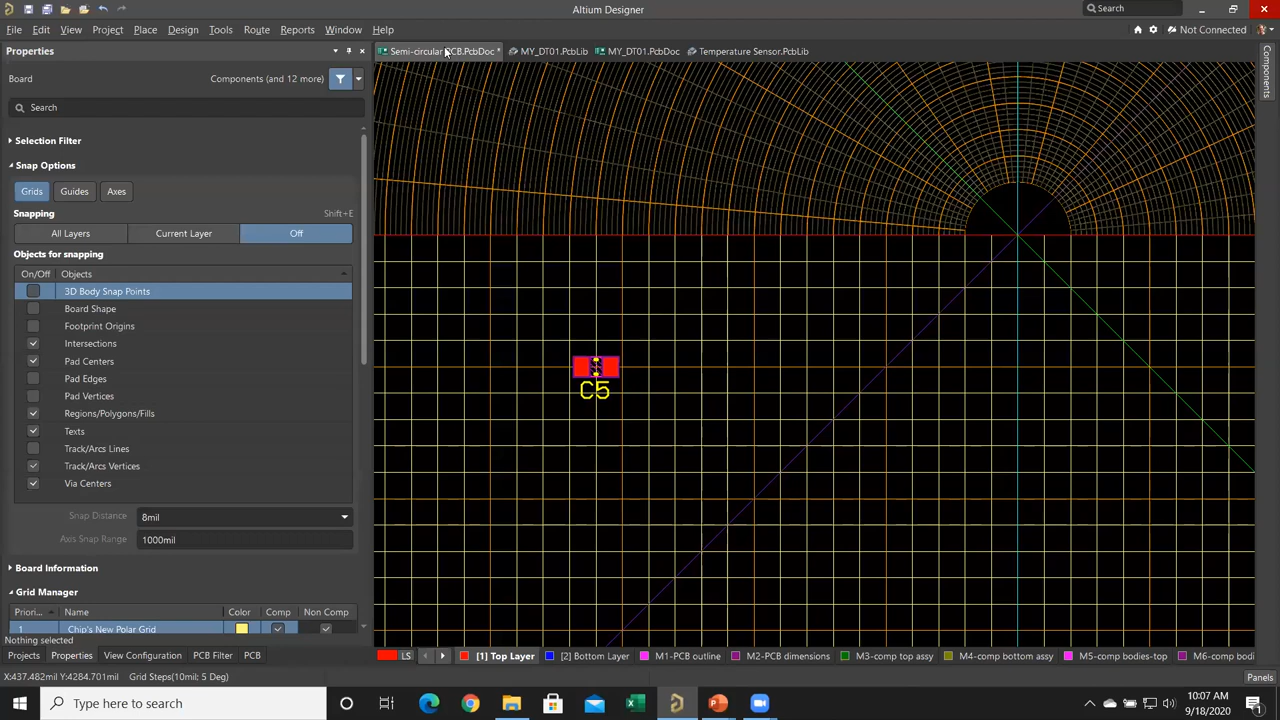 Altium Designer
Search
File Edit View Project Place Design Tools Route Reports Window Help
Not Connected
Properties
Semi-circular PCB.PcbDoc * MY_DT01.PcbLib MY_DT01.PcbDoc Temperature Sensor.PcbLib
Board Components (and 12 more)
Components
Search
Selection Filter
Snap Options
Grids Guides Axes
Snapping Shift+E
All Layers Current Layer Off
Objects for snapping
On/Off Objects
3D Body Snap Points
Board Shape
Footprint Origins
Intersections
Pad Centers
Pad Edges
Pad Vertices
Regions/Polygons/Fills
Texts
Track/Arcs Lines
Track/Arcs Vertices
Via Centers
C5
Snap Distance 8mil
Axis Snap Range 1000mil
Board Information
Grid Manager
Priori... Name Color Comp Non Comp
1 Chip's New Polar Grid
Nothing selected
Projects Properties View Configuration PCB Filter PCB
LS [1] Top Layer [2] Bottom Layer M1-PCB outline M2-PCB dimensions M3-comp top assy M4-comp bottom assy M5-comp bodies-top M6-comp bodi
X:437.482mil Y:4284.701mil Grid Steps(10mil; 5 Deg)
Panels
Type here to search
10:07 AM
9/18/2020
1